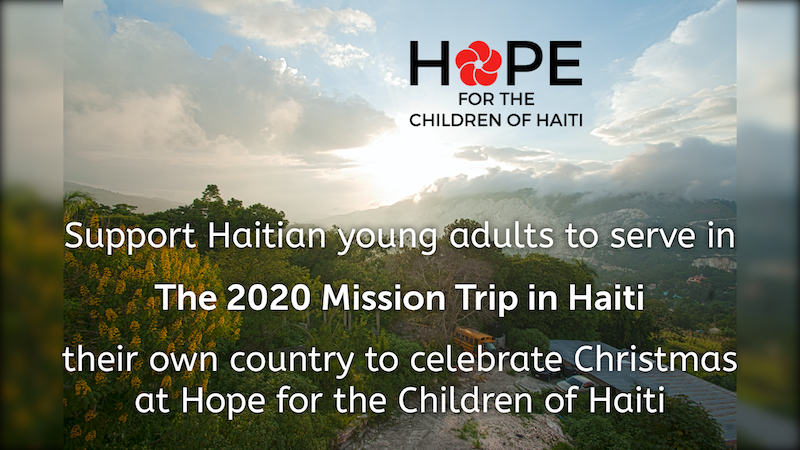 HOPE
FOR THE
CHILDREN OF HAITI
Support Haitian young adults to serve in
The 2020 Mission Trip in Haiti
their own country to celebrate Christmas
at Hope for the Children of Haiti